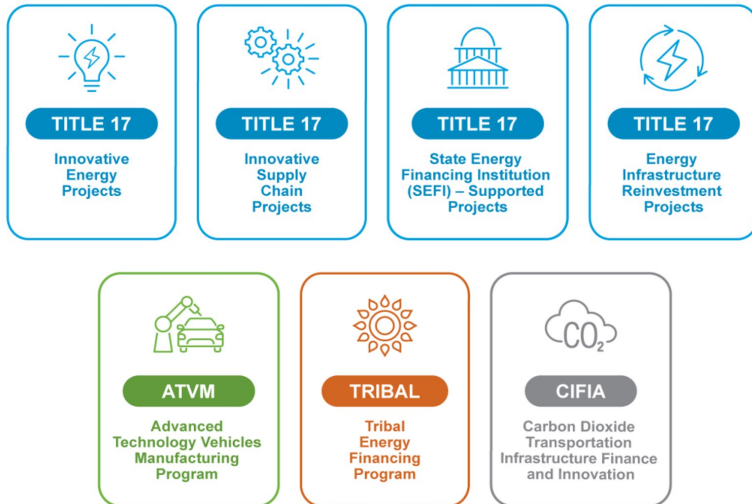 TITLE 17
Innovative
Energy
Projects
TITLE 17
Innovative
Supply
Chain
Projects
TITLE 17
State Energy
Financing Institution
(SEFI) – Supported
Projects
TITLE 17
Energy
Infrastructure
Reinvestment
Projects
ATVM
Advanced
Technology Vehicles
Manufacturing
Program
TRIBAL
Tribal
Energy
Financing
Program
CO₂
CIFIA
Carbon Dioxide
Transportation
Infrastructure Finance
and Innovation